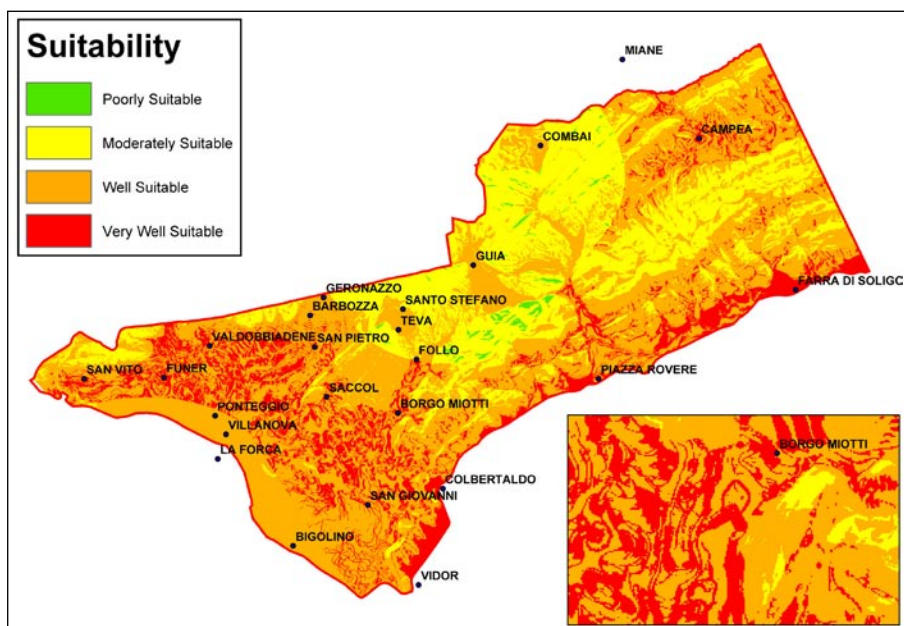 Suitability
Poorly Suitable
Moderately Suitable
Well Suitable
Very Well Suitable
MIANE
COMBAI
CAMPEA
GUIA
FARRA DI SOLIGO
GERONAZZO
BARBOZZA
SANTO STEFANO
TEVA
VALDOBBIADENE
SAN PIETRO
FOLLO
SAN VITO
FUNER
PIAZZA ROVERE
SACCOL
PONTEGGIO
BORGO MIOTTI
VILLANOVA
LA FORCA
COLBERTALDO
SAN GIOVANNI
BIGOLINO
VIDOR
BORGO MIOTTI